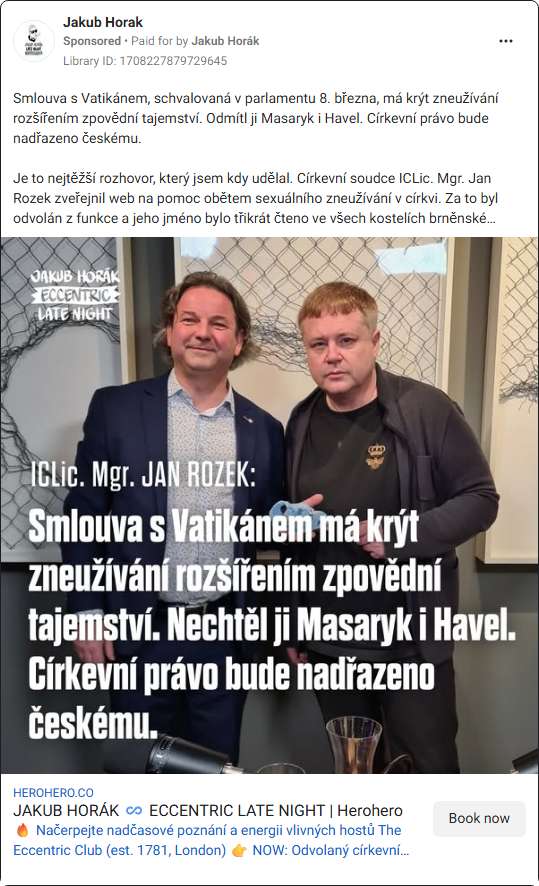 Jakub Horak
Sponsored • Paid for by Jakub Horák
Library ID: 1708227879729645
Smlouva s Vatikánem, schvalovaná v parlamentu 8. března, má krýt zneužívání
rozšířením zpovědní tajemství. Odmítl ji Masaryk i Havel. Církevní právo bude
nadřazeno českému.
Je to nejtěžší rozhovor, který jsem kdy udělal. Církevní soudce ICLic. Mgr. Jan
Rozek zveřejnil web na pomoc obětem sexuálního zneužívání v církvi. Za to byl
odvolán z funkce a jeho jméno bylo třikrát čteno ve všech kostelích brněnské…
JAKUB HORÁK
ECCENTRIC
LATE NIGHT
ICLic. Mgr. JAN ROZEK:
Smlouva s Vatikánem má krýt
zneužívání rozšířením zpovědní
tajemství. Nechtěl ji Masaryk i Havel.
Církevní právo bude nadřazeno
českému.
HEROHERO.CO
JAKUB HORÁK ♾️ ECCENTRIC LATE NIGHT | Herohero
🔥 Načerpejte nadčasové poznání a energii vlivných hostů The
Eccentric Club (est. 1781, London) 👉 NOW: Odvolaný církevní…
Book now